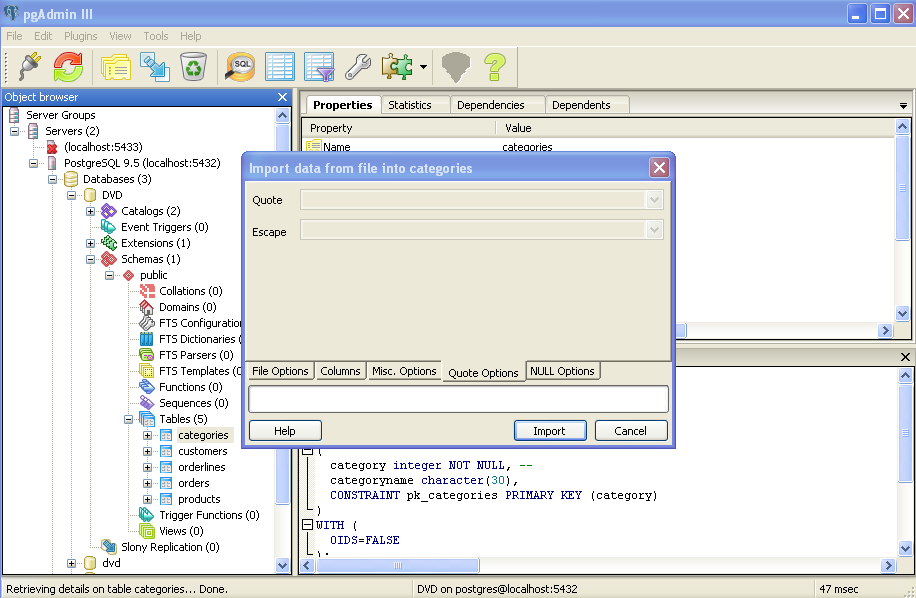 pgAdmin III
File Edit Plugins View Tools Help
SQL
Object browser
Server Groups
Servers (2)
(localhost:5433)
PostgreSQL 9.5 (localhost:5432)
Databases (3)
DVD
Catalogs (2)
Event Triggers (0)
Extensions (1)
Schemas (1)
public
Collations (0)
Domains (0)
FTS Configuration
FTS Dictionaries (
FTS Parsers (0)
FTS Templates (0
Functions (0)
Sequences (0)
Tables (5)
categories
customers
orderlines
orders
products
Trigger Functions (0)
Views (0)
Slony Replication (0)
dvd
Properties Statistics Dependencies Dependents
Property Value
Name categories
Import data from file into categories
Quote
Escape
File Options Columns Misc. Options Quote Options NULL Options
Help Import Cancel
(
category integer NOT NULL, --
categoryname character(30),
CONSTRAINT pk_categories PRIMARY KEY (category)
)
WITH (
OIDS=FALSE
);
Retrieving details on table categories... Done. DVD on postgres@localhost:5432 47 msec